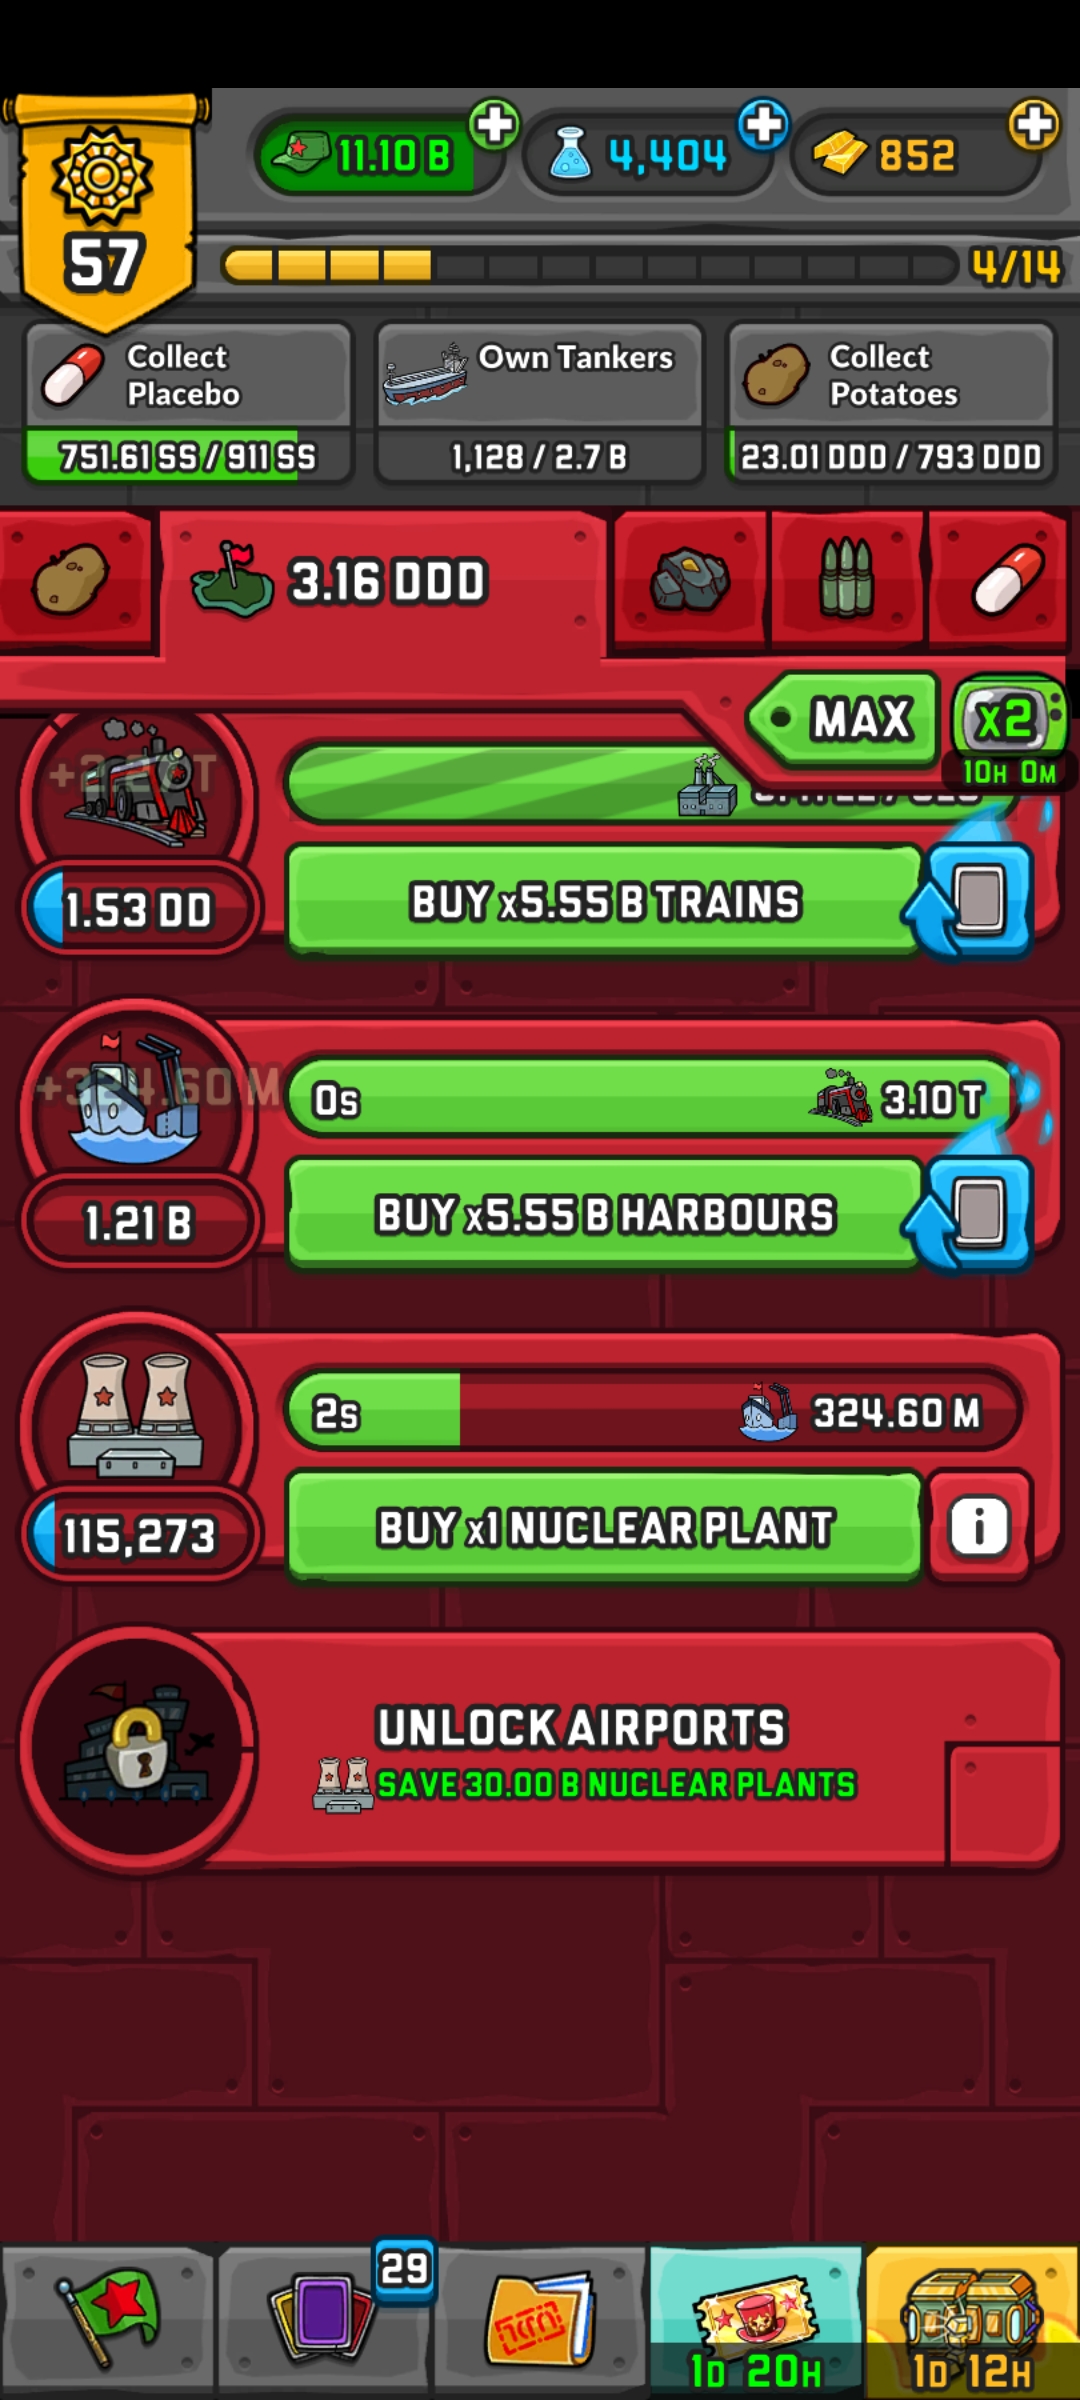 57
11.10 B
4,404
852
4/14
Collect
Placebo
751.61 SS / 911 SS
Own Tankers
1,128 / 2.7 B
Collect
Potatoes
23.01 DDD / 793 DDD
3.16 DDD
MAX
x2
10H 0M
1.53 DD
BUY x5.55 B TRAINS
+324.60 M
0s
3.10 T
1.21 B
BUY x5.55 B HARBOURS
2s
324.60 M
115,273
BUY x1 NUCLEAR PLANT
i
UNLOCK AIRPORTS
SAVE 30.00 B NUCLEAR PLANTS
29
1D 20H
1D 12H